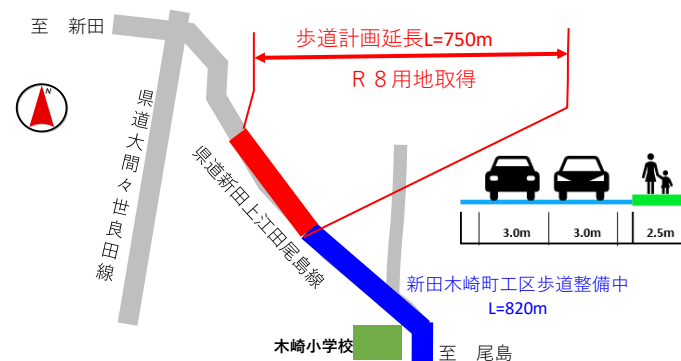 至　新田
歩道計画延長L=750m
Ｒ８用地取得
N
県道大間々世良田線
県道新田上江田尾島線
3.0m
3.0m
2.5m
新田木崎町工区歩道整備中
L=820m
木崎小学校
至　尾島